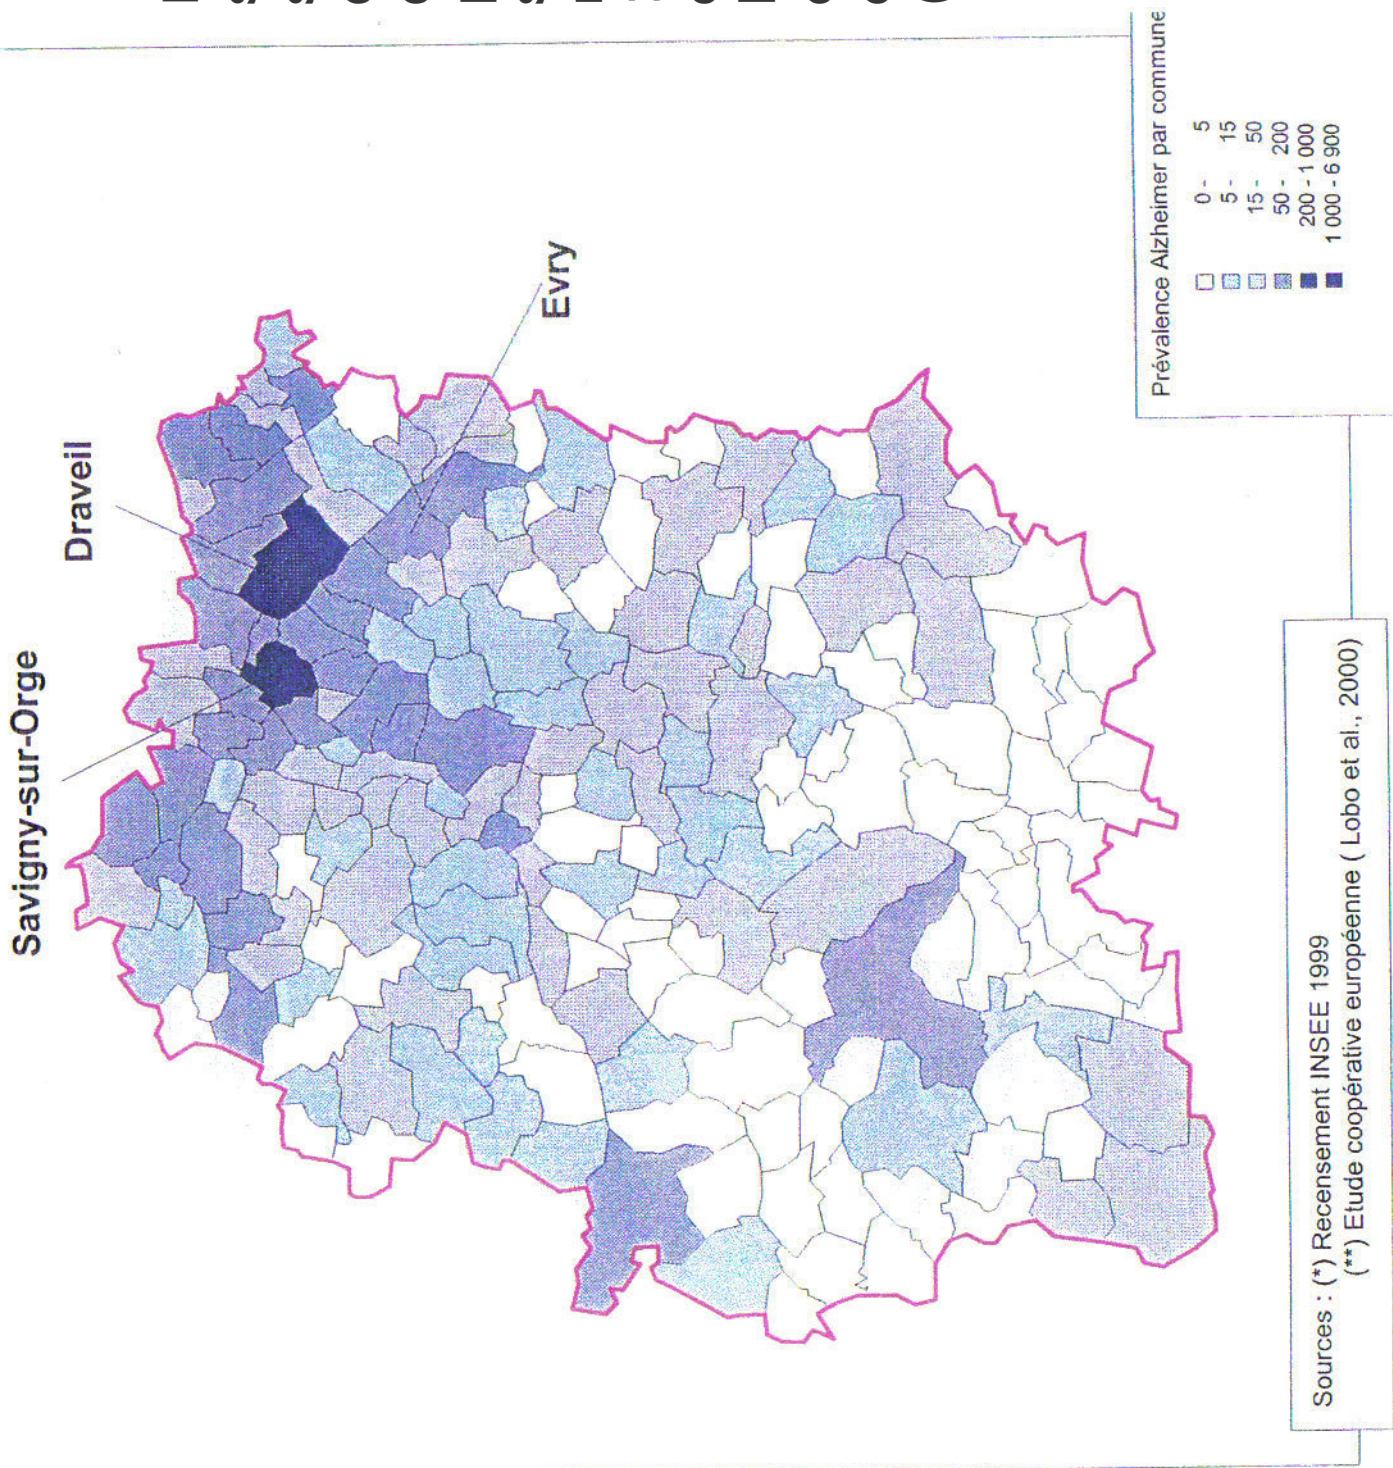 Savigny-sur-Orge
Draveil
Evry
Prévalence Alzheimer par commune
0 - 5
5 - 15
15 - 50
50 - 200
200 - 1 000
1 000 - 6 900
Sources : (*) Recensement INSEE 1999
(**) Etude coopérative européenne ( Lobo et al., 2000)